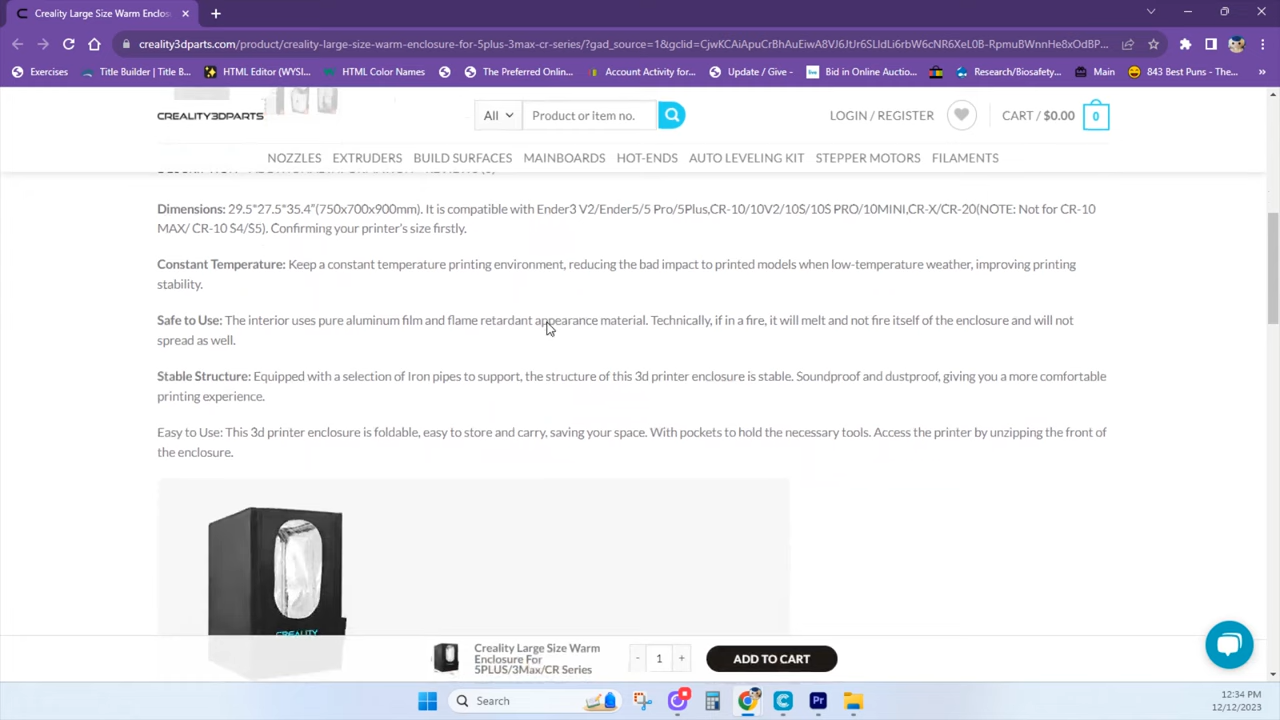 Creality Large Size Warm Enclos
creality3dparts.com/product/creality-large-size-warm-enclosure-for-5plus-3max-cr-series/?gad_source=1&gclid=CjwKCAiApuCrBhAuEiwA8VJ6JtJr6SLIdLi6rbW6cNR6XeL0B-RpmuBWnnHe8xOdBP...
Exercises Title Builder | Title B... HTML Editor (WYSI... HTML Color Names The Preferred Onlin... Account Activity for... Update / Give - Bid in Online Auctio... Research/Biosafety... Main 843 Best Puns - The...
CREALITY3DPARTS All Product or item no. LOGIN / REGISTER CART / $0.00 0
NOZZLES EXTRUDERS BUILD SURFACES MAINBOARDS HOT-ENDS AUTO LEVELING KIT STEPPER MOTORS FILAMENTS
Dimensions: 29.5*27.5*35.4"(750x700x900mm). It is compatible with Ender3 V2/Ender5/5 Pro/5Plus,CR-10/10V2/10S/10S PRO/10MINI,CR-X/CR-20(NOTE: Not for CR-10
MAX/ CR-10 S4/S5). Confirming your printer's size firstly.
Constant Temperature: Keep a constant temperature printing environment, reducing the bad impact to printed models when low-temperature weather, improving printing
stability.
Safe to Use: The interior uses pure aluminum film and flame retardant appearance material. Technically, if in a fire, it will melt and not fire itself of the enclosure and will not
spread as well.
Stable Structure: Equipped with a selection of Iron pipes to support, the structure of this 3d printer enclosure is stable. Soundproof and dustproof, giving you a more comfortable
printing experience.
Easy to Use: This 3d printer enclosure is foldable, easy to store and carry, saving your space. With pockets to hold the necessary tools. Access the printer by unzipping the front of
the enclosure.
CREALITY
Creality Large Size Warm
Enclosure For
5PLUS/3Max/CR Series
- 1 + ADD TO CART
Search
12:34 PM
12/12/2023